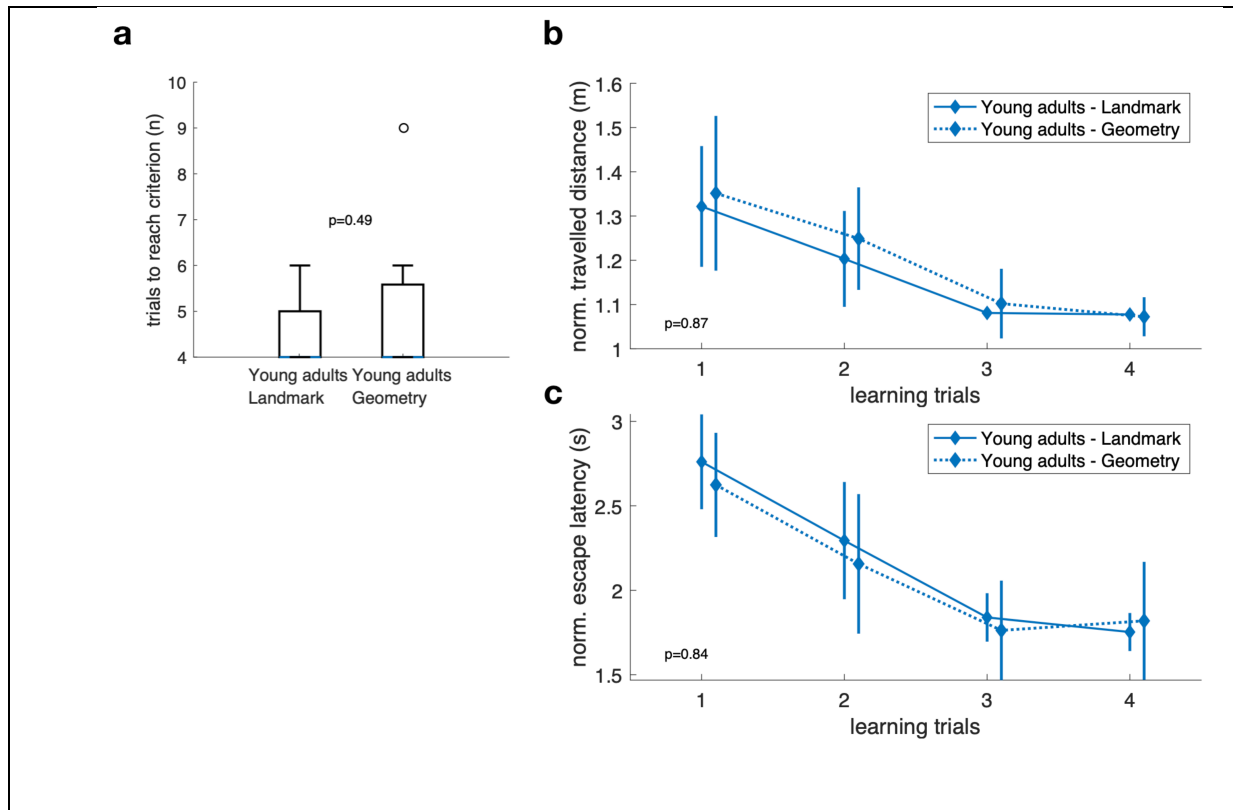 a
10
9
8
7
6
5
4
trials to reach criterion (n)
p=0.49
Young adults Young adults
Landmark Geometry
b
1.6
1.5
1.4
1.3
1.2
1.1
1
norm. travelled distance (m)
Young adults - Landmark
Young adults - Geometry
p=0.87
1 2 3 4
learning trials
c
3
2.5
2
1.5
norm. escape latency (s)
Young adults - Landmark
Young adults - Geometry
p=0.84
1 2 3 4
learning trials